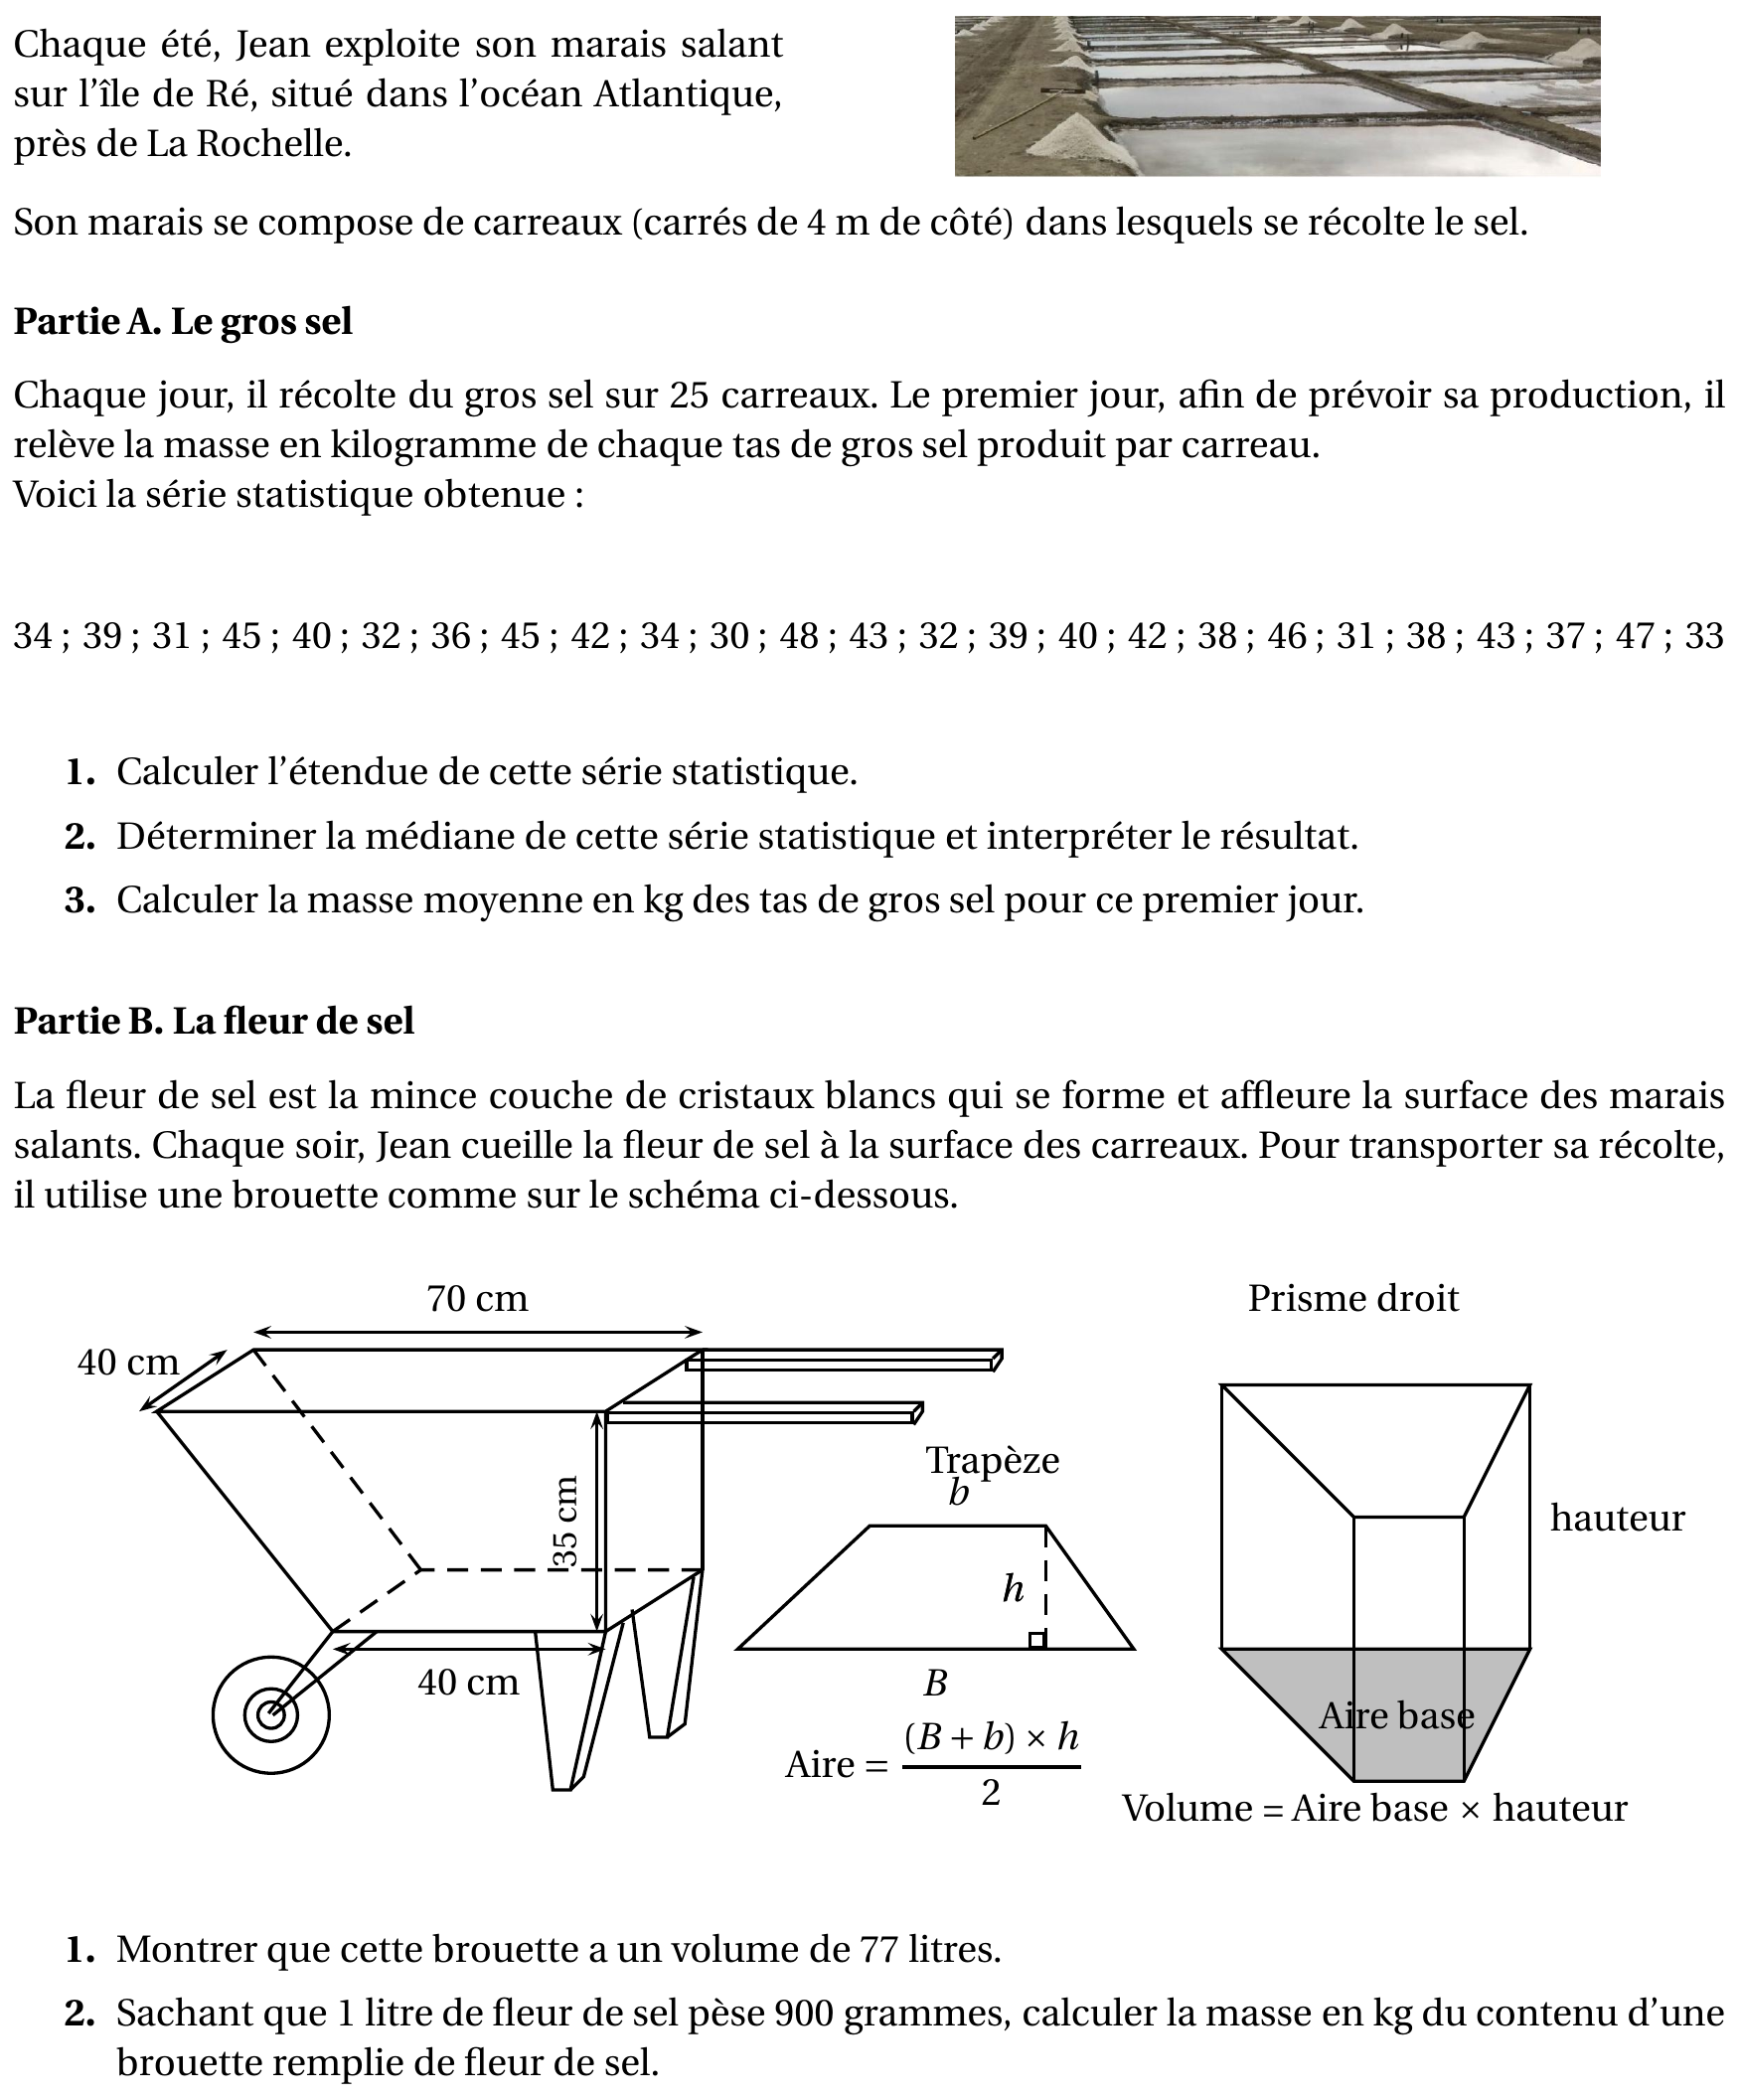 Chaque été, Jean exploite son marais salant
sur l'île de Ré, situé dans l'océan Atlantique,
près de La Rochelle.
Son marais se compose de carreaux (carrés de 4 m de côté) dans lesquels se récolte le sel.
Partie A. Le gros sel
Chaque jour, il récolte du gros sel sur 25 carreaux. Le premier jour, afin de prévoir sa production, il
relève la masse en kilogramme de chaque tas de gros sel produit par carreau.
Voici la série statistique obtenue :
34 ; 39 ; 31 ; 45 ; 40 ; 32 ; 36 ; 45 ; 42 ; 34 ; 30 ; 48 ; 43 ; 32 ; 39 ; 40 ; 42 ; 38 ; 46 ; 31 ; 38 ; 43 ; 37 ; 47 ; 33
1. Calculer l'étendue de cette série statistique.
2. Déterminer la médiane de cette série statistique et interpréter le résultat.
3. Calculer la masse moyenne en kg des tas de gros sel pour ce premier jour.
Partie B. La fleur de sel
La fleur de sel est la mince couche de cristaux blancs qui se forme et affleure la surface des marais
salants. Chaque soir, Jean cueille la fleur de sel à la surface des carreaux. Pour transporter sa récolte,
il utilise une brouette comme sur le schéma ci-dessous.
70 cm
40 cm
35 cm
40 cm
Trapèze
b
h
B
Aire = (B + b) × h / 2
Prisme droit
hauteur
Aire base
Volume = Aire base × hauteur
1. Montrer que cette brouette a un volume de 77 litres.
2. Sachant que 1 litre de fleur de sel pèse 900 grammes, calculer la masse en kg du contenu d'une
brouette remplie de fleur de sel.